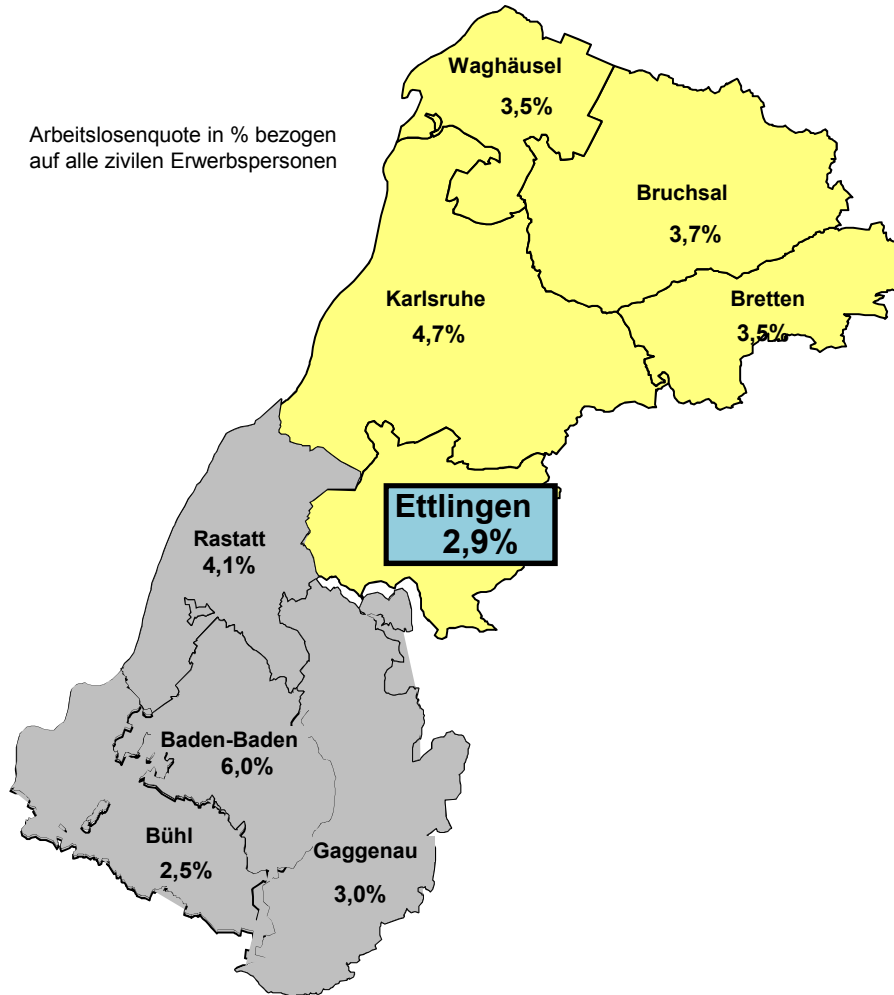 Waghäusel
3,5%
Arbeitslosenquote in % bezogen
auf alle zivilen Erwerbspersonen
Bruchsal
3,7%
Karlsruhe
4,7%
Bretten
3,5%
Ettlingen
2,9%
Rastatt
4,1%
Baden-Baden
6,0%
Bühl
2,5%
Gaggenau
3,0%